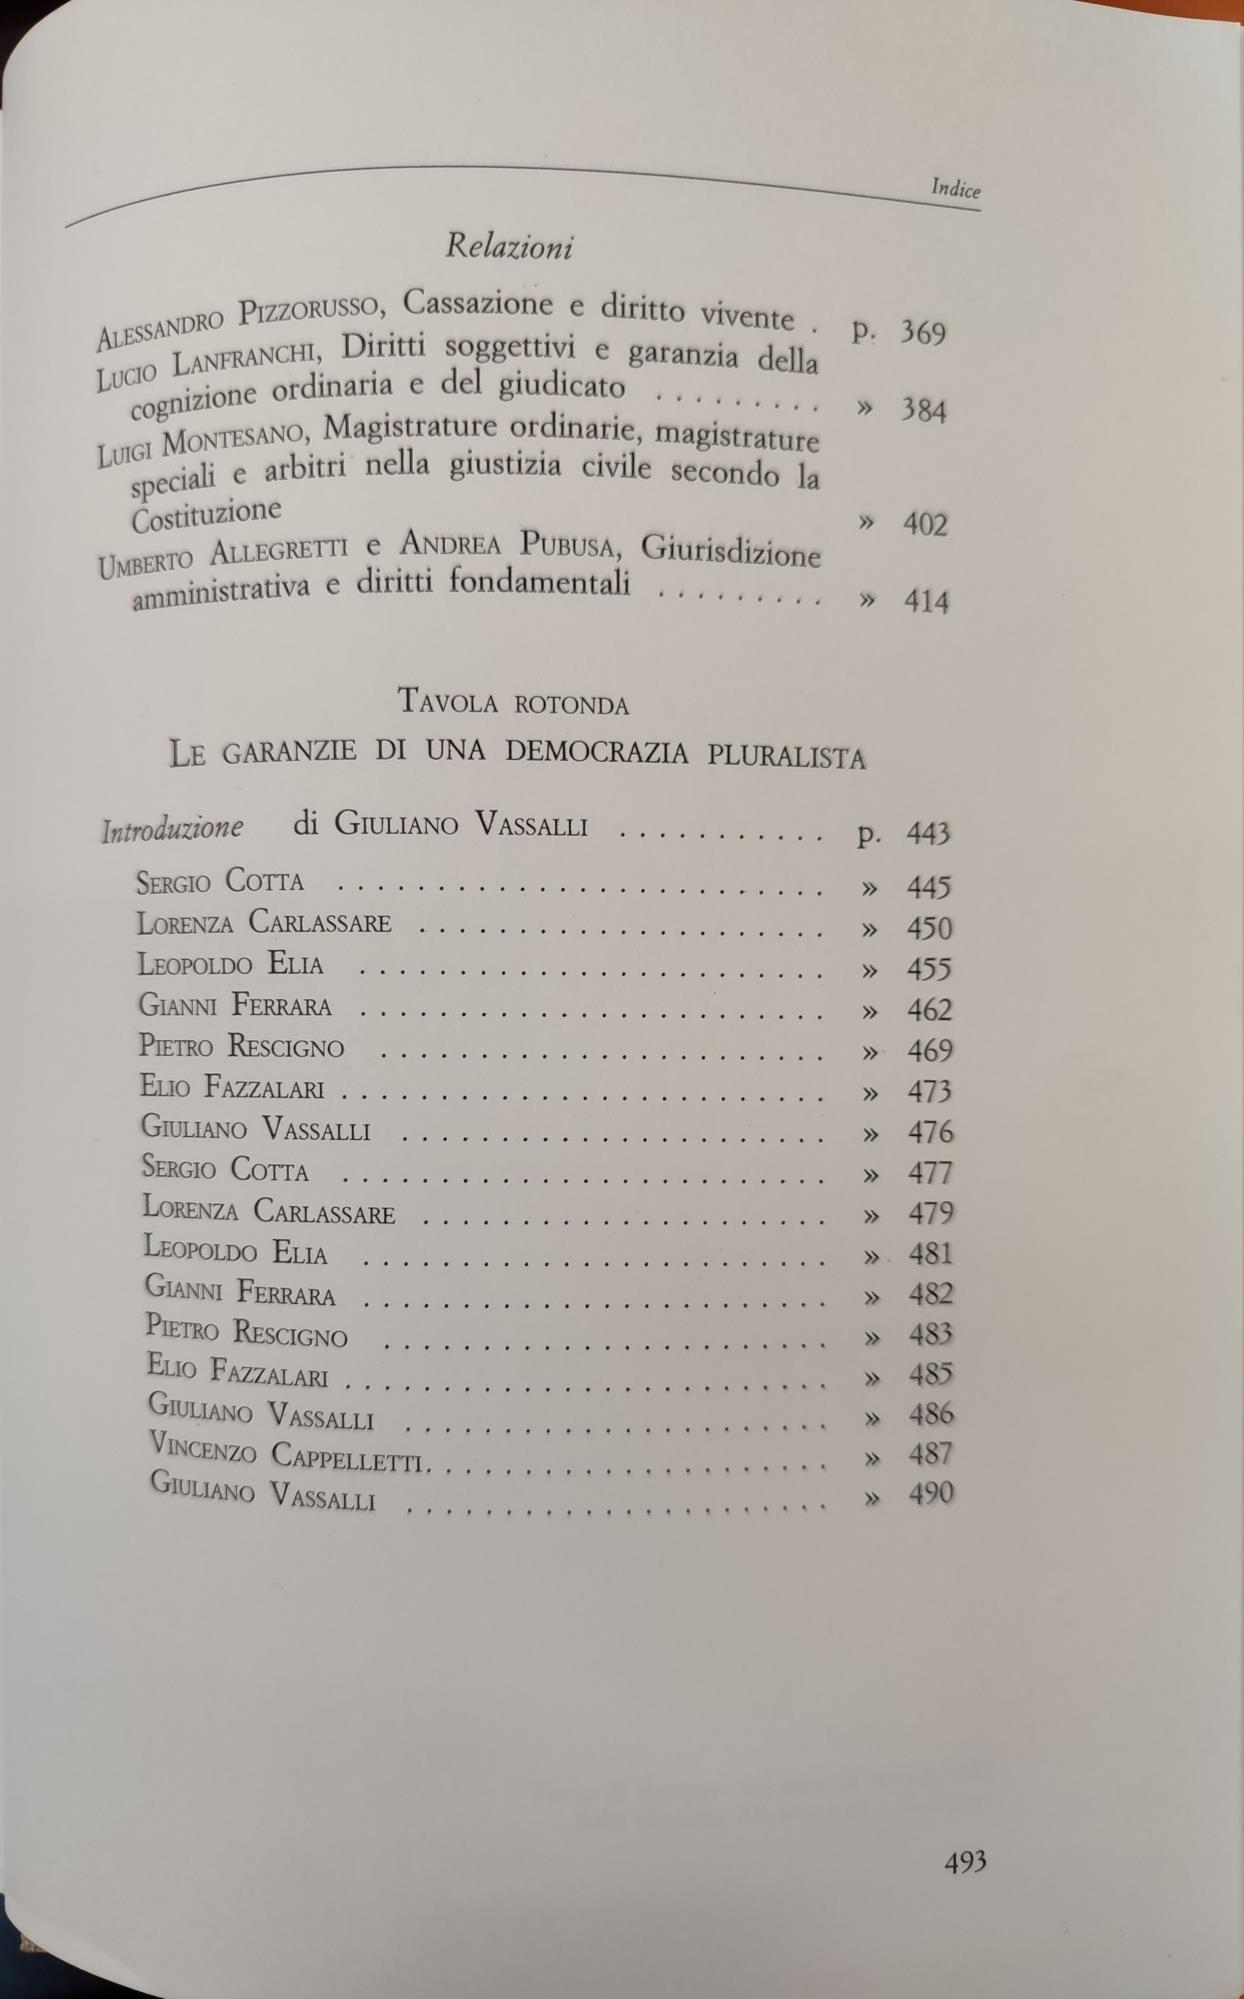 Indice
Relazioni
ALESSANDRO PIZZORUSSO, Cassazione e diritto vivente . p. 369
LUCIO LANFRANCHI, Diritti soggettivi e garanzia della
cognizione ordinaria e del giudicato . . . . . . . . . » 384
LUIGI MONTESANO, Magistrature ordinarie, magistrature
speciali e arbitri nella giustizia civile secondo la
Costituzione » 402
UMBERTO ALLEGRETTI e ANDREA PUBUSA, Giurisdizione
amministrativa e diritti fondamentali . . . . . . . . . » 414
TAVOLA ROTONDA
LE GARANZIE DI UNA DEMOCRAZIA PLURALISTA
Introduzione di GIULIANO VASSALLI . . . . . . . . . . . p. 443
SERGIO COTTA . . . . . . . . . . . . . . . . . . . . . . . . . » 445
LORENZA CARLASSARE . . . . . . . . . . . . . . . . . . . . . » 450
LEOPOLDO ELIA . . . . . . . . . . . . . . . . . . . . . . . . » 455
GIANNI FERRARA . . . . . . . . . . . . . . . . . . . . . . . . » 462
PIETRO RESCIGNO . . . . . . . . . . . . . . . . . . . . . . . » 469
ELIO FAZZALARI . . . . . . . . . . . . . . . . . . . . . . . . . » 473
GIULIANO VASSALLI . . . . . . . . . . . . . . . . . . . . . . » 476
SERGIO COTTA . . . . . . . . . . . . . . . . . . . . . . . . . » 477
LORENZA CARLASSARE . . . . . . . . . . . . . . . . . . . . . » 479
LEOPOLDO ELIA . . . . . . . . . . . . . . . . . . . . . . . . » 481
GIANNI FERRARA . . . . . . . . . . . . . . . . . . . . . . . . » 482
PIETRO RESCIGNO . . . . . . . . . . . . . . . . . . . . . . . » 483
ELIO FAZZALARI . . . . . . . . . . . . . . . . . . . . . . . . . » 485
GIULIANO VASSALLI . . . . . . . . . . . . . . . . . . . . . . » 486
VINCENZO CAPPELLETTI. . . . . . . . . . . . . . . . . . . . . » 487
GIULIANO VASSALLI . . . . . . . . . . . . . . . . . . . . . . » 490
493